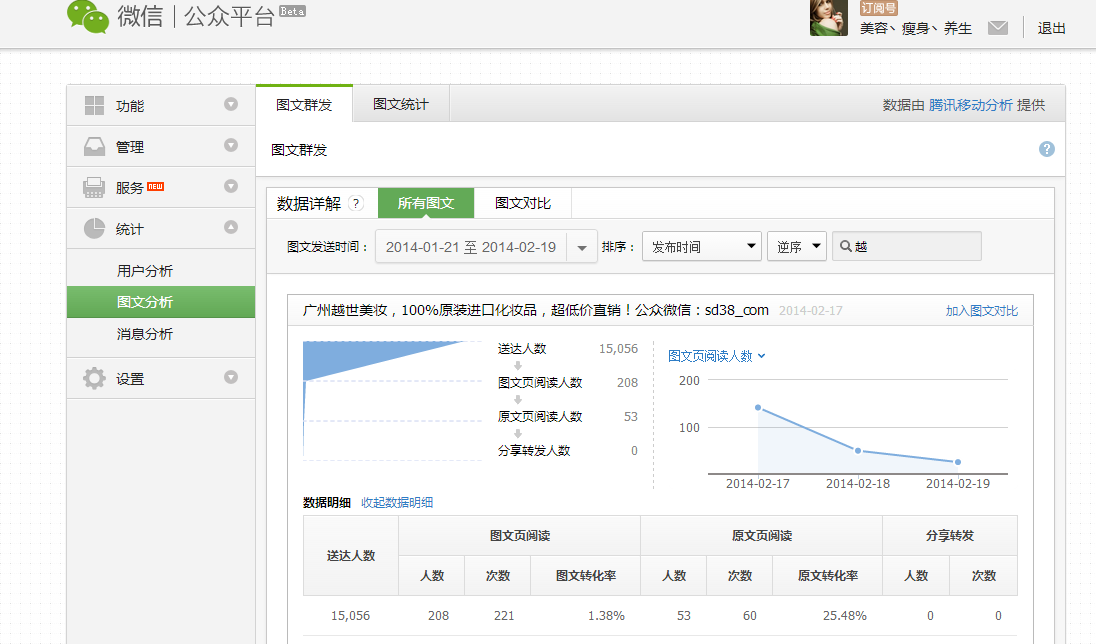 微信 | 公众平台 Beta
订阅号
美容、瘦身、养生
退出
功能
管理
服务 NEW
统计
用户分析
图文分析
消息分析
设置
图文群发 图文统计
数据由 腾讯移动分析 提供
图文群发 ?
数据详解 ? 所有图文 图文对比
图文发送时间： 2014-01-21 至 2014-02-19 排序： 发布时间 逆序 越
广州越世美妆，100%原装进口化妆品，超低价直销！公众微信：sd38_com 2014-02-17 加入图文对比
送达人数 15,056
图文页阅读人数 208
原文页阅读人数 53
分享转发人数 0
图文页阅读人数
200
100
2014-02-17 2014-02-18 2014-02-19
数据明细 收起数据明细
送达人数 图文页阅读 原文页阅读 分享转发
人数 次数 图文转化率 人数 次数 原文转化率 人数 次数
15,056 208 221 1.38% 53 60 25.48% 0 0